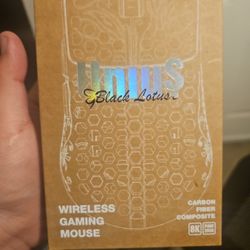 Black Lotus
WIRELESS
GAMING
MOUSE
CARBON
FIBER
COMPOSITE
8K